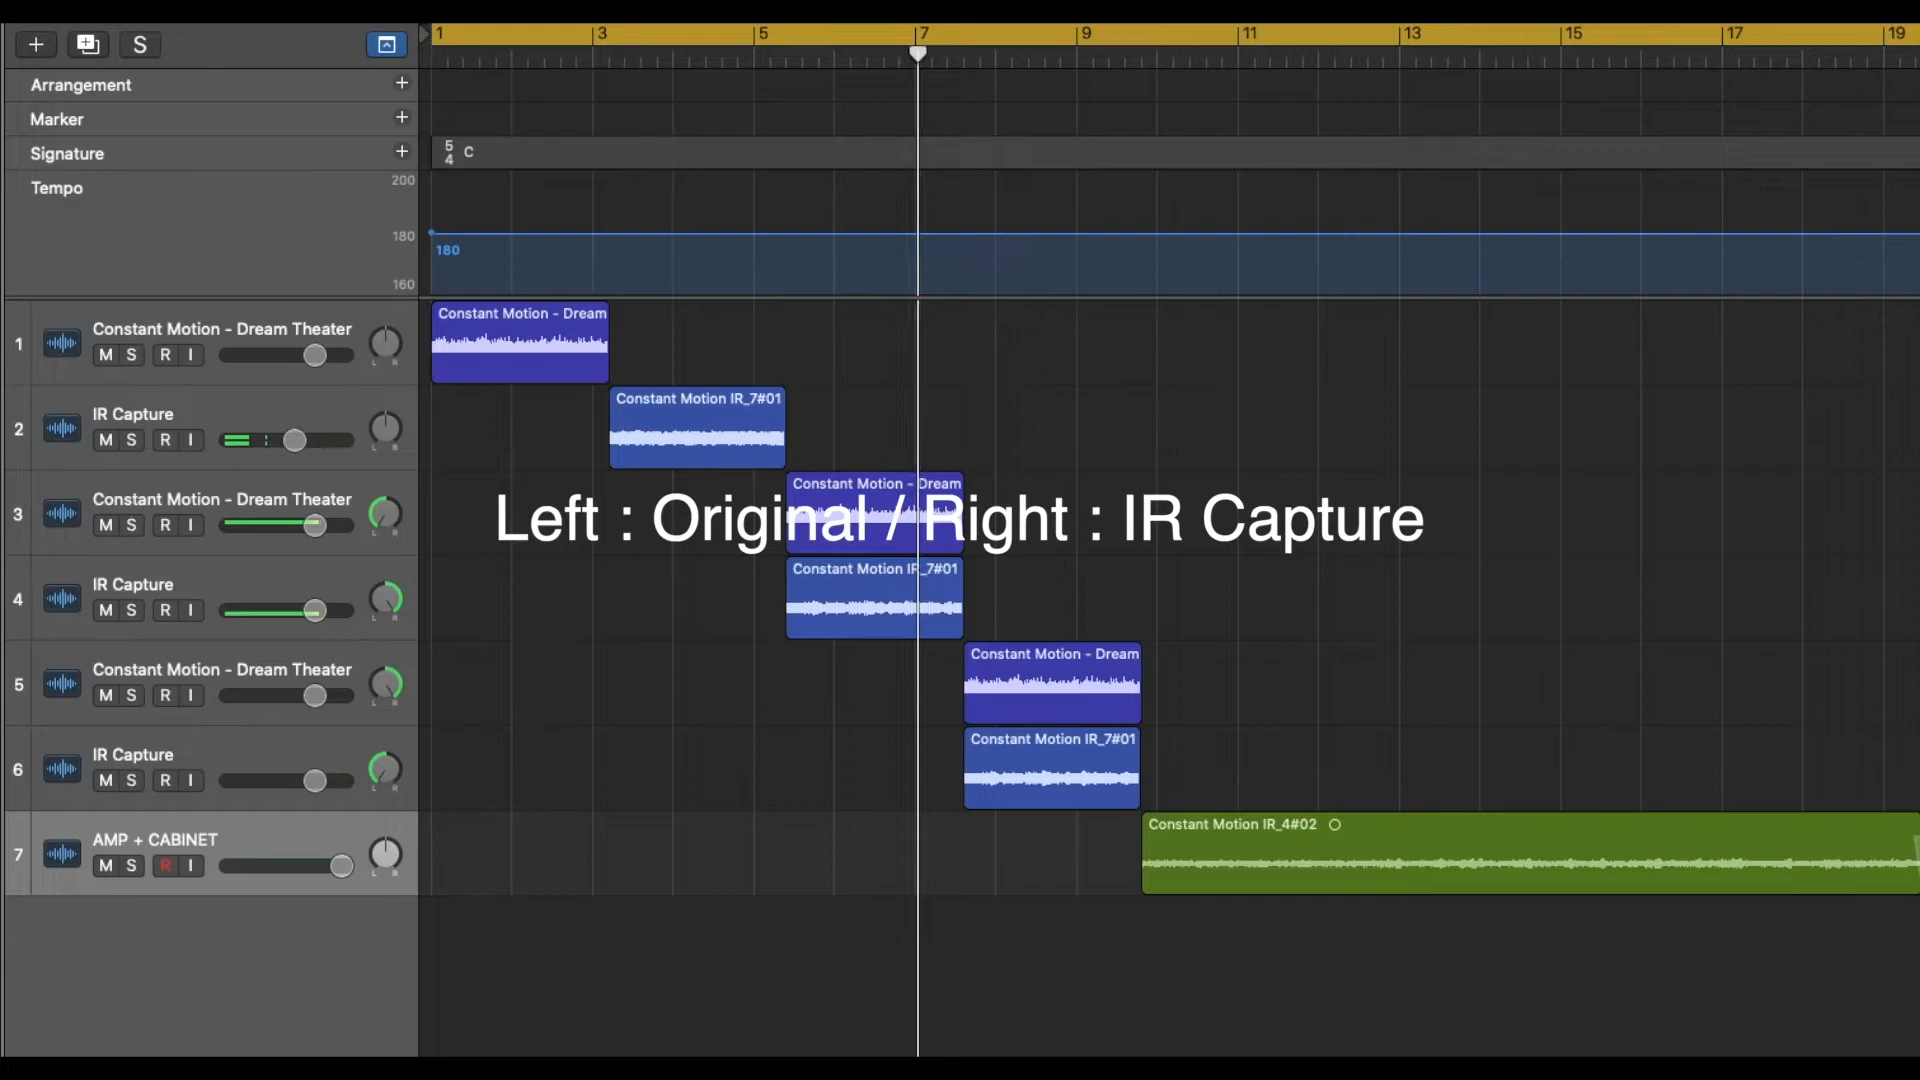 S
1 3 5 7 9 11 13 15 17 19
Arrangement
Marker
Signature
5
4 C
Tempo
200
180
160
180
1 Constant Motion - Dream Theater
M S R I
L R
Constant Motion - Dream
2 IR Capture
M S R I
L R
Constant Motion IR_7#01
3 Constant Motion - Dream Theater
M S R I
L R
Constant Motion - Dream
Left : Original / Right : IR Capture
4 IR Capture
M S R I
L R
Constant Motion IR_7#01
5 Constant Motion - Dream Theater
M S R I
L R
Constant Motion - Dream
6 IR Capture
M S R I
L R
Constant Motion IR_7#01
7 AMP + CABINET
M S R I
L R
Constant Motion IR_4#02